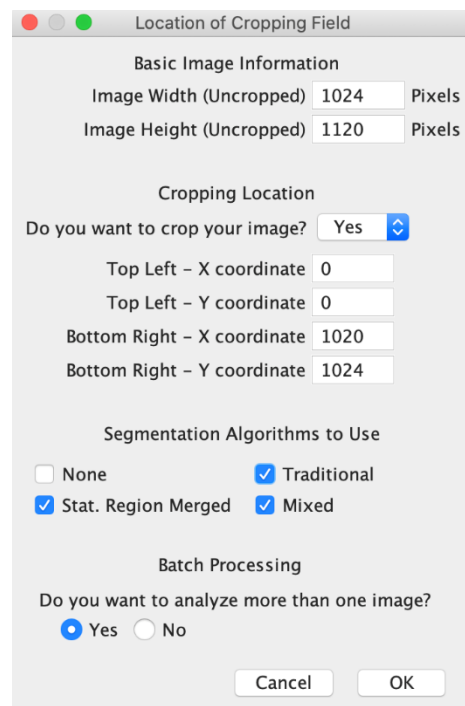 Location of Cropping Field
Basic Image Information
Image Width (Uncropped) 1024 Pixels
Image Height (Uncropped) 1120 Pixels
Cropping Location
Do you want to crop your image? Yes
Top Left – X coordinate 0
Top Left – Y coordinate 0
Bottom Right – X coordinate 1020
Bottom Right – Y coordinate 1024
Segmentation Algorithms to Use
None Traditional
Stat. Region Merged Mixed
Batch Processing
Do you want to analyze more than one image?
Yes No
Cancel OK